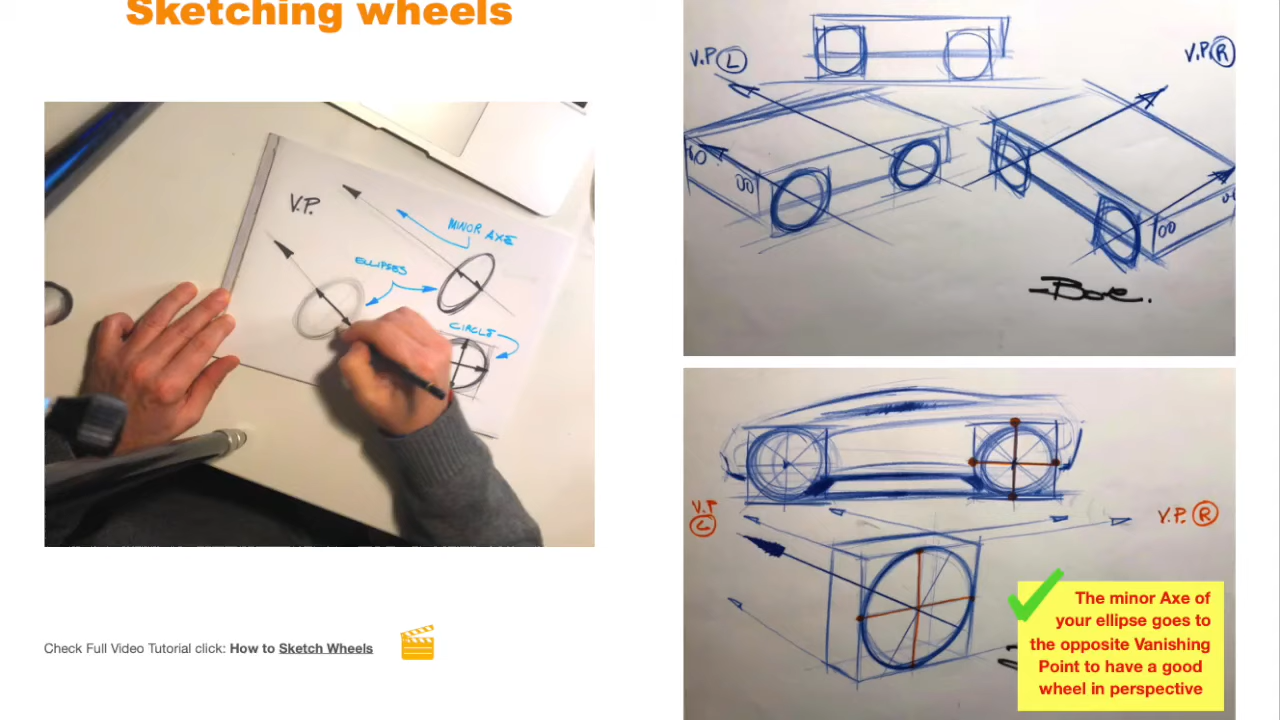 Sketching wheels
V.P.
MINOR AXE
ELLIPSES
CIRCLE
Check Full Video Tutorial click: How to Sketch Wheels
V.P L
V.P R
V.P
L
V.P. R
The minor Axe of
your ellipse goes to
the opposite Vanishing
Point to have a good
wheel in perspective